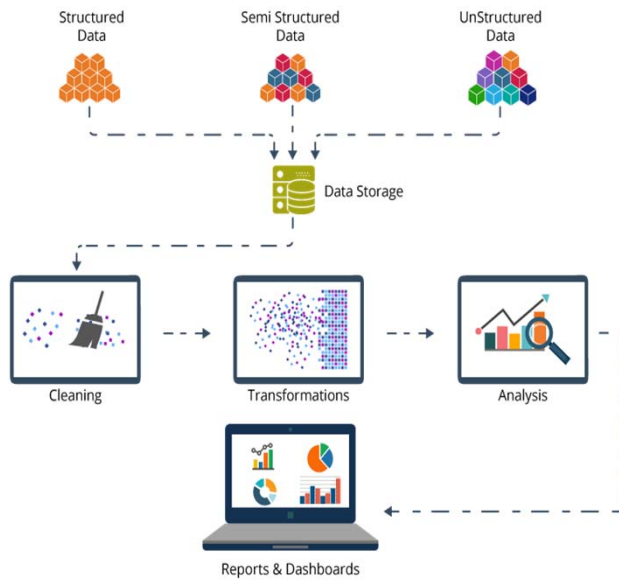 Structured
Data
Semi Structured
Data
UnStructured
Data
Data Storage
Cleaning
Transformations
Analysis
Reports & Dashboards